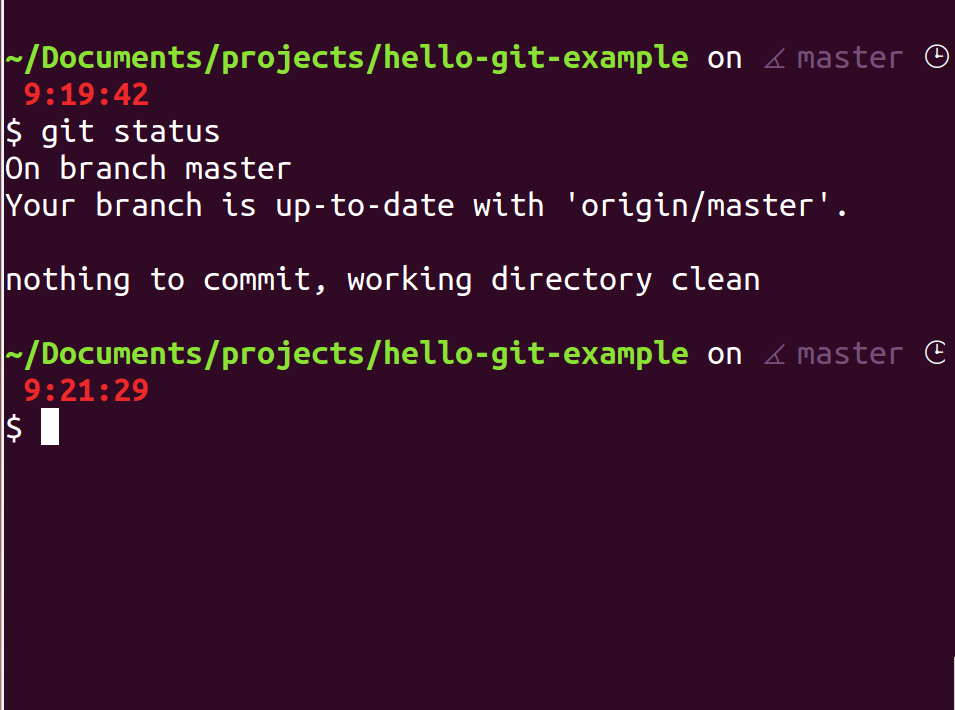 ~/Documents/projects/hello-git-example on ∡ master 🕒
9:19:42
$ git status
On branch master
Your branch is up-to-date with 'origin/master'.
nothing to commit, working directory clean
~/Documents/projects/hello-git-example on ∡ master 🕒
9:21:29
$